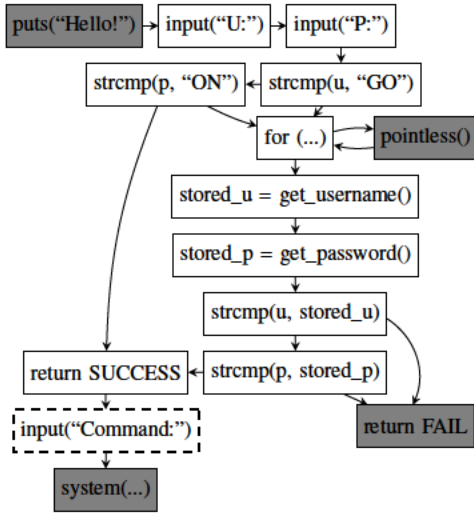 puts(“Hello!”)
input(“U:”)
input(“P:”)
strcmp(p, “ON”)
strcmp(u, “GO”)
for (...)
pointless()
stored_u = get_username()
stored_p = get_password()
strcmp(u, stored_u)
return SUCCESS
strcmp(p, stored_p)
input(“Command:”)
return FAIL
system(...)